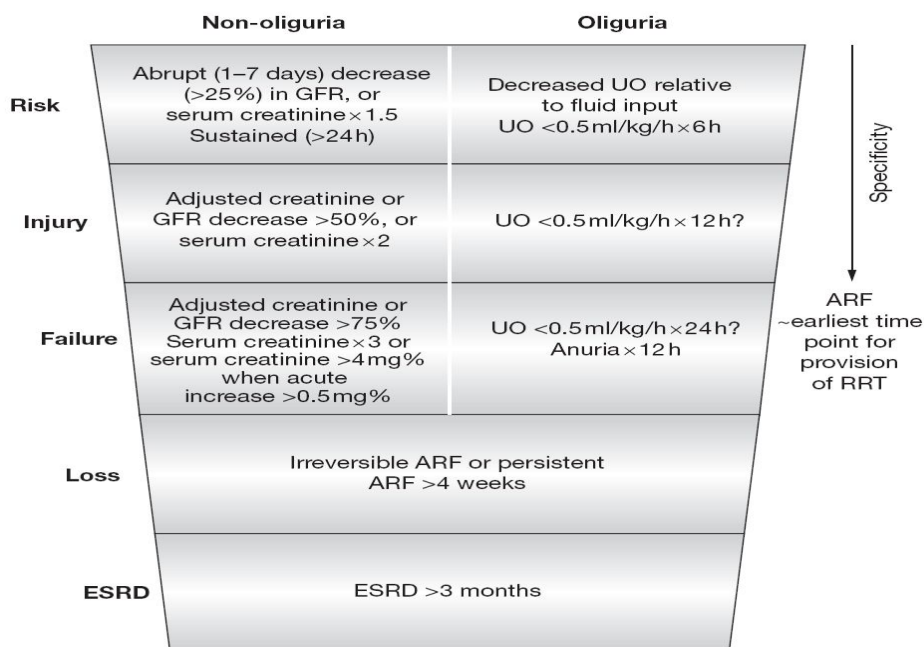 Non-oliguria
Oliguria
Risk
Abrupt (1–7 days) decrease
(>25%) in GFR, or
serum creatinine × 1.5
Sustained (>24h)
Decreased UO relative
to fluid input
UO <0.5ml/kg/h × 6h
Specificity
Injury
Adjusted creatinine or
GFR decrease >50%, or
serum creatinine × 2
UO <0.5ml/kg/h × 12h?
Failure
Adjusted creatinine or
GFR decrease >75%
Serum creatinine × 3 or
serum creatinine >4mg%
when acute
increase >0.5mg%
UO <0.5ml/kg/h × 24h?
Anuria × 12h
ARF
~earliest time
point for
provision
of RRT
Loss
Irreversible ARF or persistent
ARF >4 weeks
ESRD
ESRD >3 months